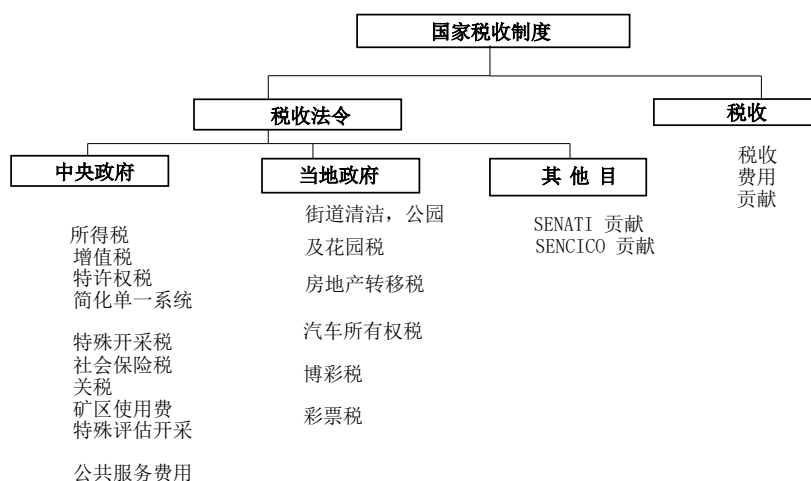 国家税收制度
税收法令
税收
中央政府
当地政府
其 他 目
税收
费用
贡献
所得税
增值税
特许权税
简化单一系统
特殊开采税
社会保险税
关税
矿区使用费
特殊评估开采
公共服务费用
街道清洁，公园
及花园税
房地产转移税
汽车所有权税
博彩税
彩票税
SENATI 贡献
SENCICO 贡献